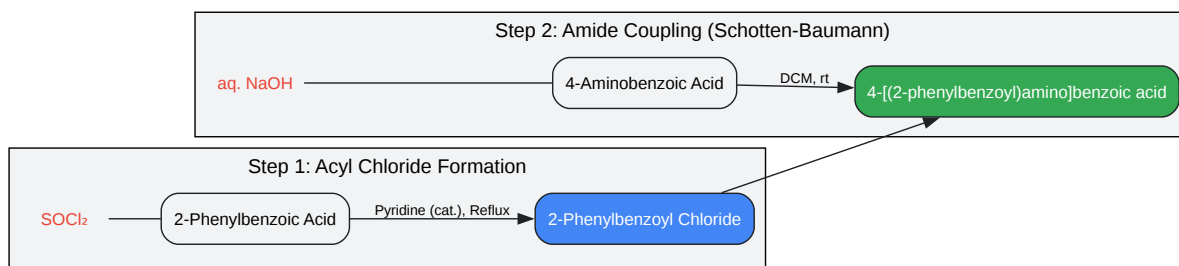 Step 2: Amide Coupling (Schotten-Baumann)
aq. NaOH
4-Aminobenzoic Acid
DCM, rt
4-[(2-phenylbenzoyl)amino]benzoic acid
Step 1: Acyl Chloride Formation
SOCl₂
2-Phenylbenzoic Acid
Pyridine (cat.), Reflux
2-Phenylbenzoyl Chloride